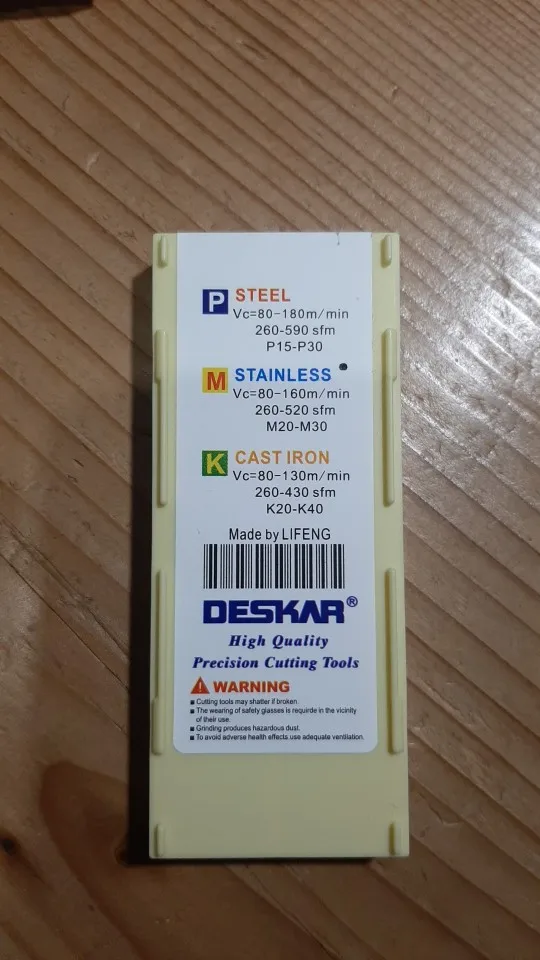 P STEEL
Vc=80-180m/min
260-590 sfm
P15-P30
M STAINLESS
Vc=80-160m/min
260-520 sfm
M20-M30
K CAST IRON
Vc=80-130m/min
260-430 sfm
K20-K40
Made by LIFENG
DESKAR®
High Quality
Precision Cutting Tools
WARNING
■ Cutting tools may shatter if broken.
■ The wearing of safety glasses is requirde in the vicinity
of their use.
■ Grinding produces hazardous dust.
■ To avoid adverse health effects.use adequate ventilation.